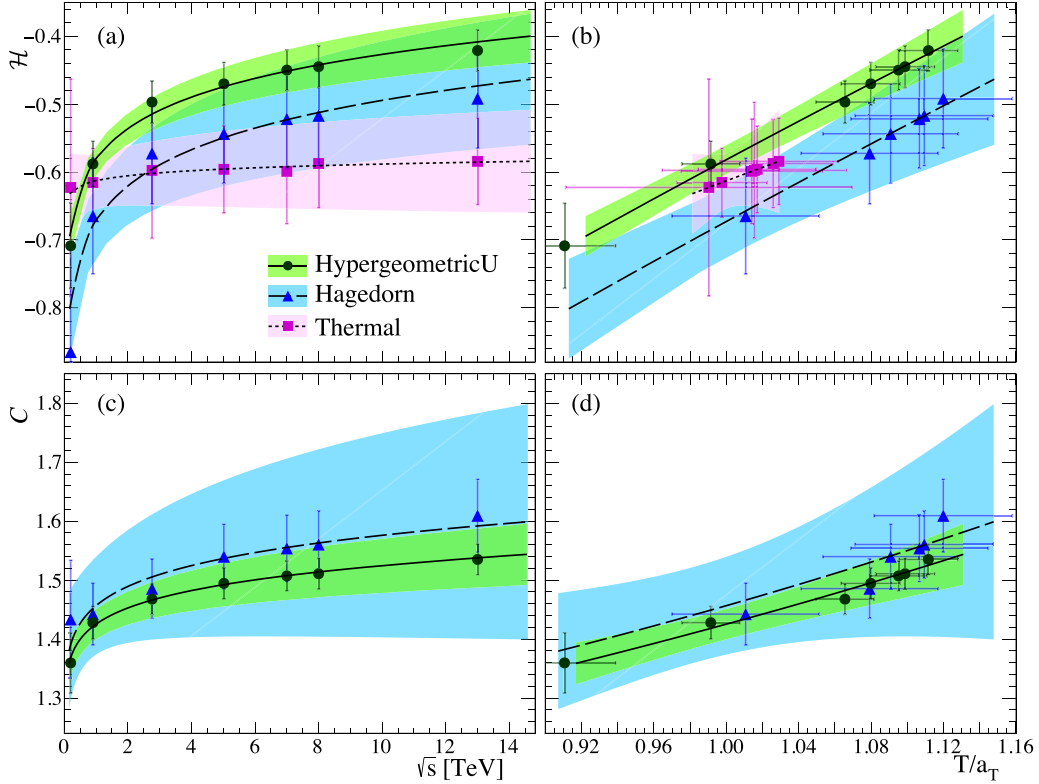 (a)
(b)
ℋ
−0.4
−0.5
−0.6
−0.7
−0.8
HypergeometricU
Hagedorn
Thermal
(c)
(d)
C
1.8
1.7
1.6
1.5
1.4
1.3
0 2 4 6 8 10 12 14
0.92 0.96 1.00 1.04 1.08 1.12 1.16
√s [TeV]
T/a_T